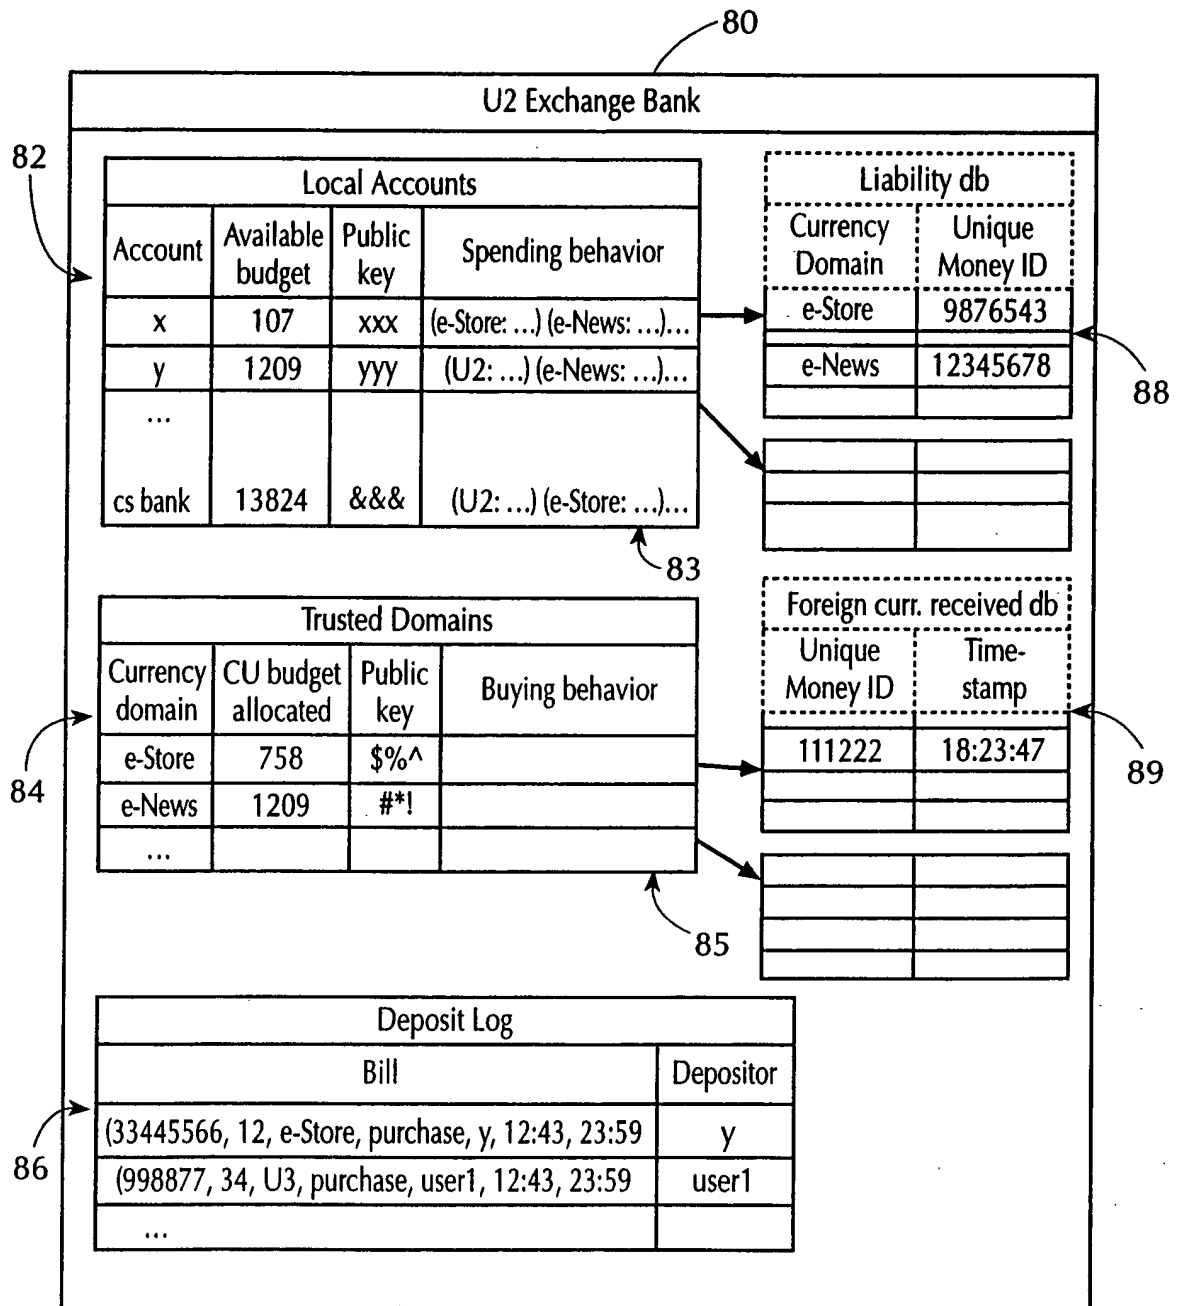 80
U2 Exchange Bank
82
Local Accounts
Account Available budget Public key Spending behavior
x 107 xxx (e-Store: ...) (e-News: ...)...
y 1209 yyy (U2: ...) (e-News: ...)...
...
cs bank 13824 &&& (U2: ...) (e-Store: ...)...
83
Liability db
Currency Domain Unique Money ID
e-Store 9876543
e-News 12345678
88
84
Trusted Domains
Currency domain CU budget allocated Public key Buying behavior
e-Store 758 $%^
e-News 1209 #*!
...
85
Foreign curr. received db
Unique Money ID Time-stamp
111222 18:23:47
89
86
Deposit Log
Bill Depositor
(33445566, 12, e-Store, purchase, y, 12:43, 23:59 y
(998877, 34, U3, purchase, user1, 12:43, 23:59 user1
...